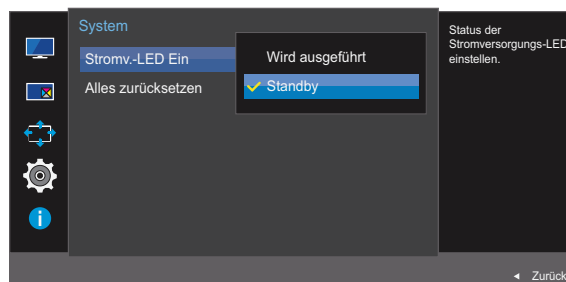 System
Stromv.-LED Ein
Alles zurücksetzen
Wird ausgeführt
Standby
Status der
Stromversorgungs-LED
einstellen.
Zurück